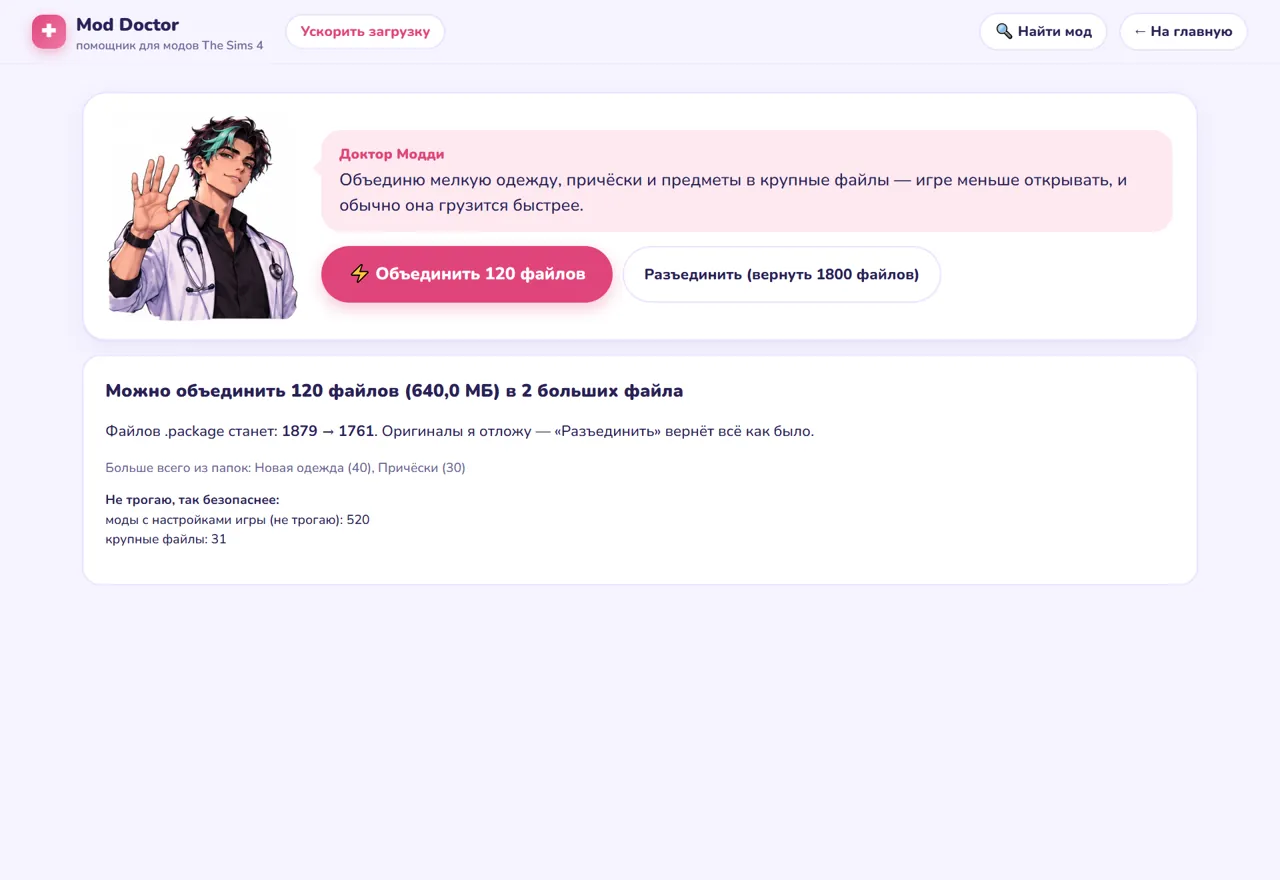 Mod Doctor
помощник для модов The Sims 4
Ускорить загрузку
🔍 Найти мод
← На главную
Доктор Модди
Объединю мелкую одежду, причёски и предметы в крупные файлы — игре меньше открывать, и
обычно она грузится быстрее.
⚡ Объединить 120 файлов
Разъединить (вернуть 1800 файлов)
Можно объединить 120 файлов (640,0 МБ) в 2 больших файла
Файлов .package станет: 1879 → 1761. Оригиналы я отложу — «Разъединить» вернёт всё как было.
Больше всего из папок: Новая одежда (40), Причёски (30)
Не трогаю, так безопаснее:
моды с настройками игры (не трогаю): 520
крупные файлы: 31